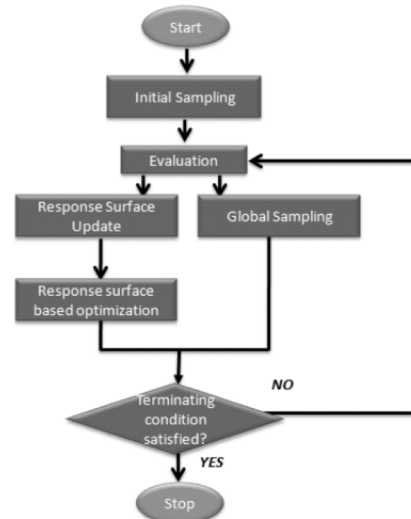 Start
Initial Sampling
Evaluation
Response Surface
Update
Global Sampling
Response surface
based optimization
NO
Terminating
condition
satisfied?
YES
Stop